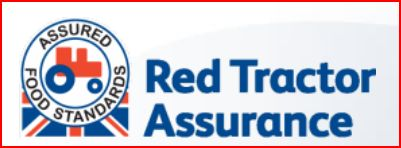 ASSURED
FOOD STANDARDS
Red Tractor
Assurance